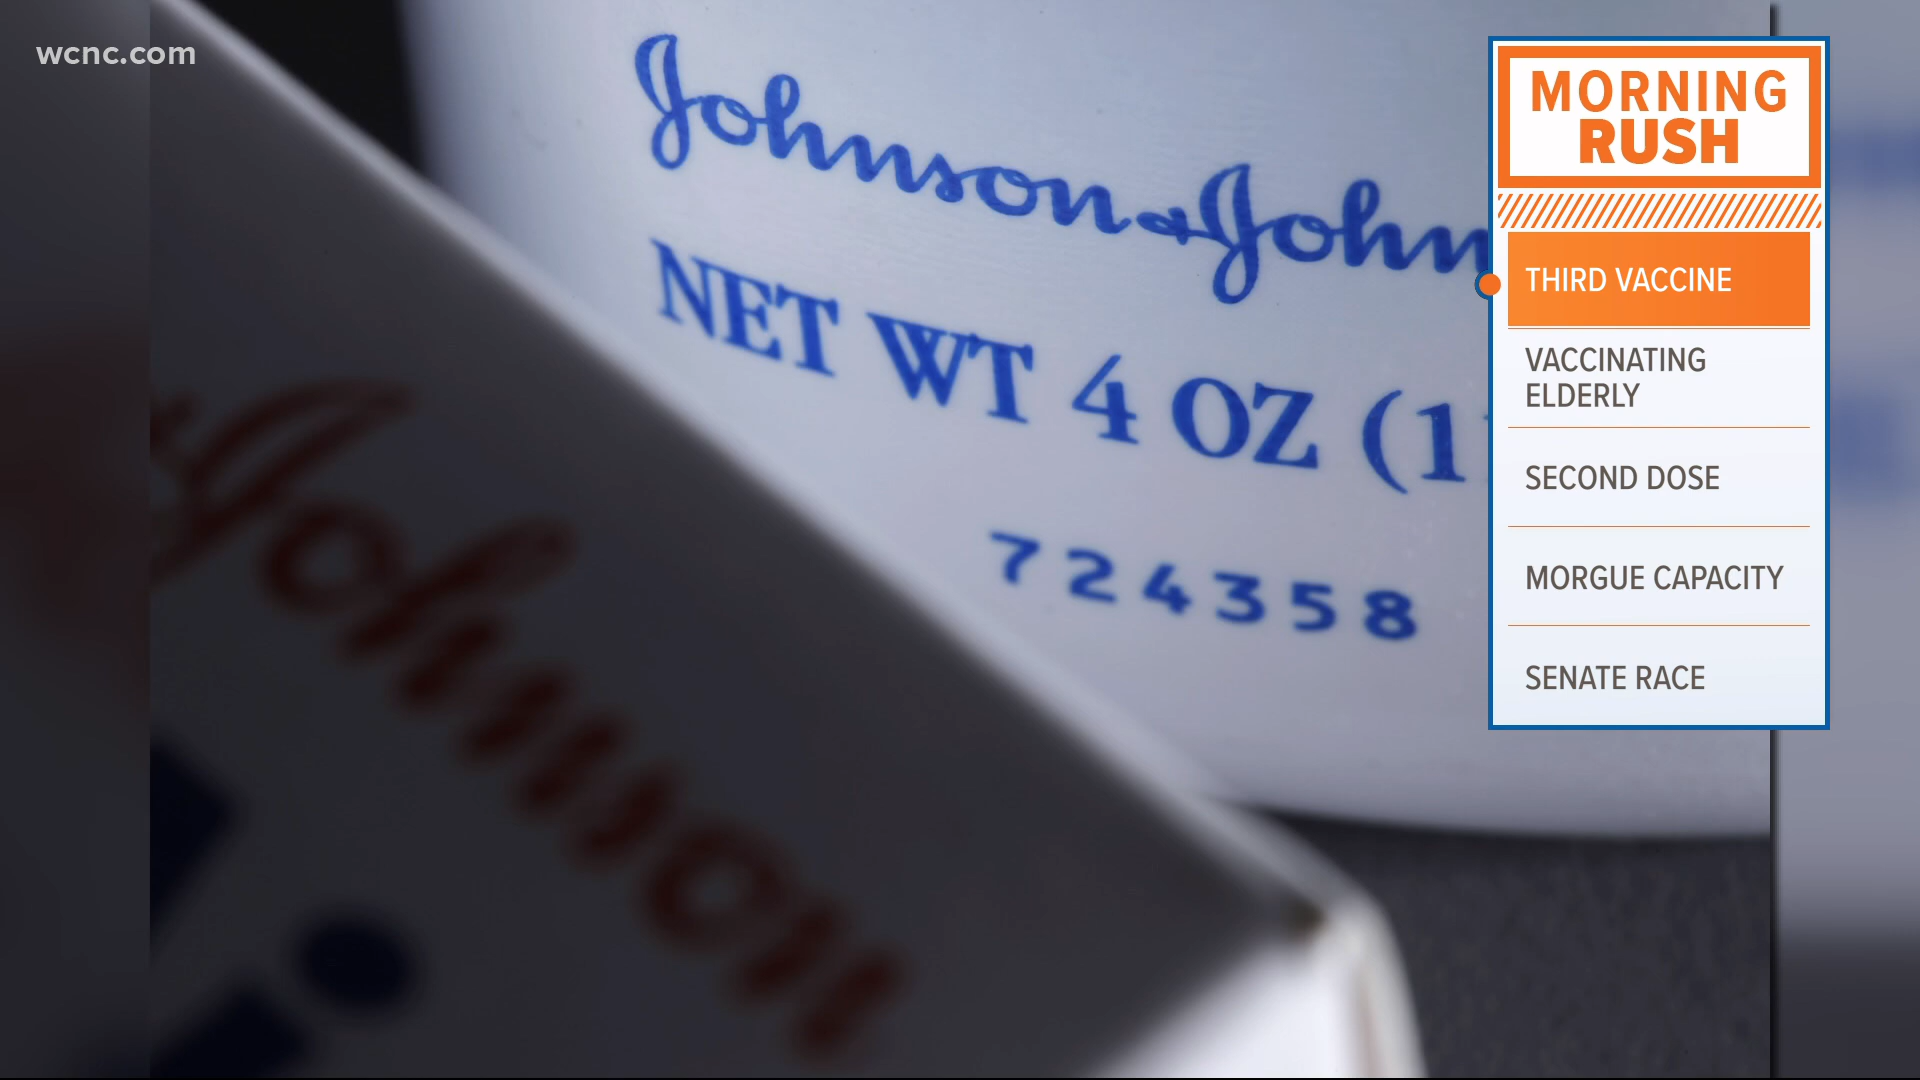 wcnc.com
Johnson & John
NET WT 4 OZ (1
724358
Johnson
MORNING
RUSH
THIRD VACCINE
VACCINATING
ELDERLY
SECOND DOSE
MORGUE CAPACITY
SENATE RACE